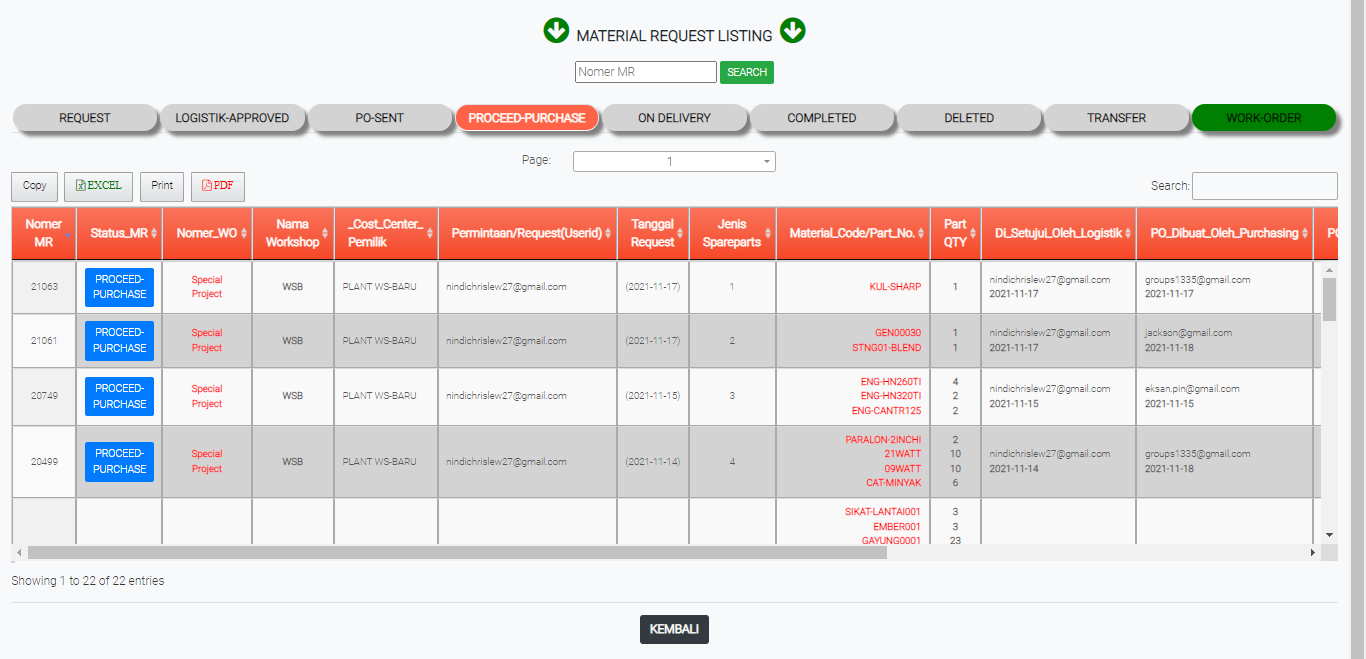 MATERIAL REQUEST LISTING
Nomer MR SEARCH
REQUEST LOGISTIK-APPROVED PO-SENT PROCEED-PURCHASE ON DELIVERY COMPLETED DELETED TRANSFER WORK-ORDER
Page: 1
Copy EXCEL Print PDF Search:
Nomer MR Status_MR Nomer_WO Nama Workshop _Cost_Center_ Pemilik Permintaan/Request(Userid) Tanggal Request Jenis Spareparts Material_Code/Part_No. Part QTY Di_Setujui_Oleh_Logistik PO_Dibuat_Oleh_Purchasing
21063 PROCEED-PURCHASE Special Project WSB PLANT WS-BARU nindichrislew27@gmail.com (2021-11-17) 1 KUL-SHARP 1 nindichrislew27@gmail.com 2021-11-17 groups1335@gmail.com 2021-11-17
21061 PROCEED-PURCHASE Special Project WSB PLANT WS-BARU nindichrislew27@gmail.com (2021-11-17) 2 GEN00030 1 STNG01-BLEND 1 nindichrislew27@gmail.com 2021-11-17 jackson@gmail.com 2021-11-18
20749 PROCEED-PURCHASE Special Project WSB PLANT WS-BARU nindichrislew27@gmail.com (2021-11-15) 3 ENG-HN260TI 4 ENG-HN320TI 2 ENG-CANTR125 2 nindichrislew27@gmail.com 2021-11-15 eksan.pin@gmail.com 2021-11-15
20499 PROCEED-PURCHASE Special Project WSB PLANT WS-BARU nindichrislew27@gmail.com (2021-11-14) 4 PARALON-2INCHI 2 21WATT 10 09WATT 10 CAT-MINYAK 6 nindichrislew27@gmail.com 2021-11-14 groups1335@gmail.com 2021-11-18
SIKAT-LANTAI001 3
EMBER001 3
GAYUNG0001 23
Showing 1 to 22 of 22 entries
KEMBALI